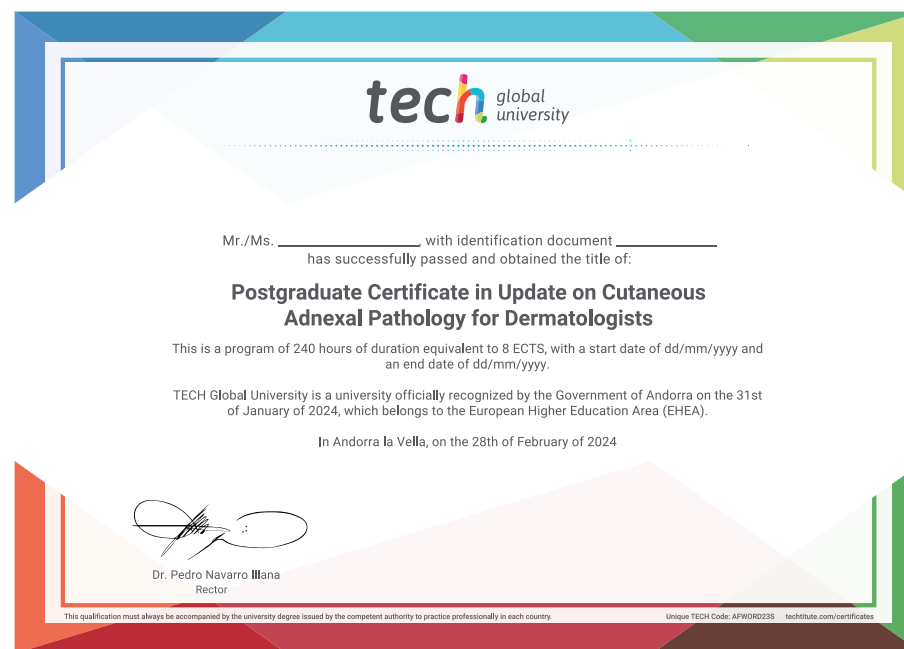 tech global university
Mr./Ms. ____________, with identification document ____________
has successfully passed and obtained the title of:
Postgraduate Certificate in Update on Cutaneous
Adnexal Pathology for Dermatologists
This is a program of 240 hours of duration equivalent to 8 ECTS, with a start date of dd/mm/yyyy and
an end date of dd/mm/yyyy.
TECH Global University is a university officially recognized by the Government of Andorra on the 31st
of January of 2024, which belongs to the European Higher Education Area (EHEA).
In Andorra la Vella, on the 28th of February of 2024
Dr. Pedro Navarro Illana
Rector
This qualification must always be accompanied by the university degree issued by the competent authority to practice professionally in each country.
Unique TECH Code: AFWORD23S techtitute.com/certificates